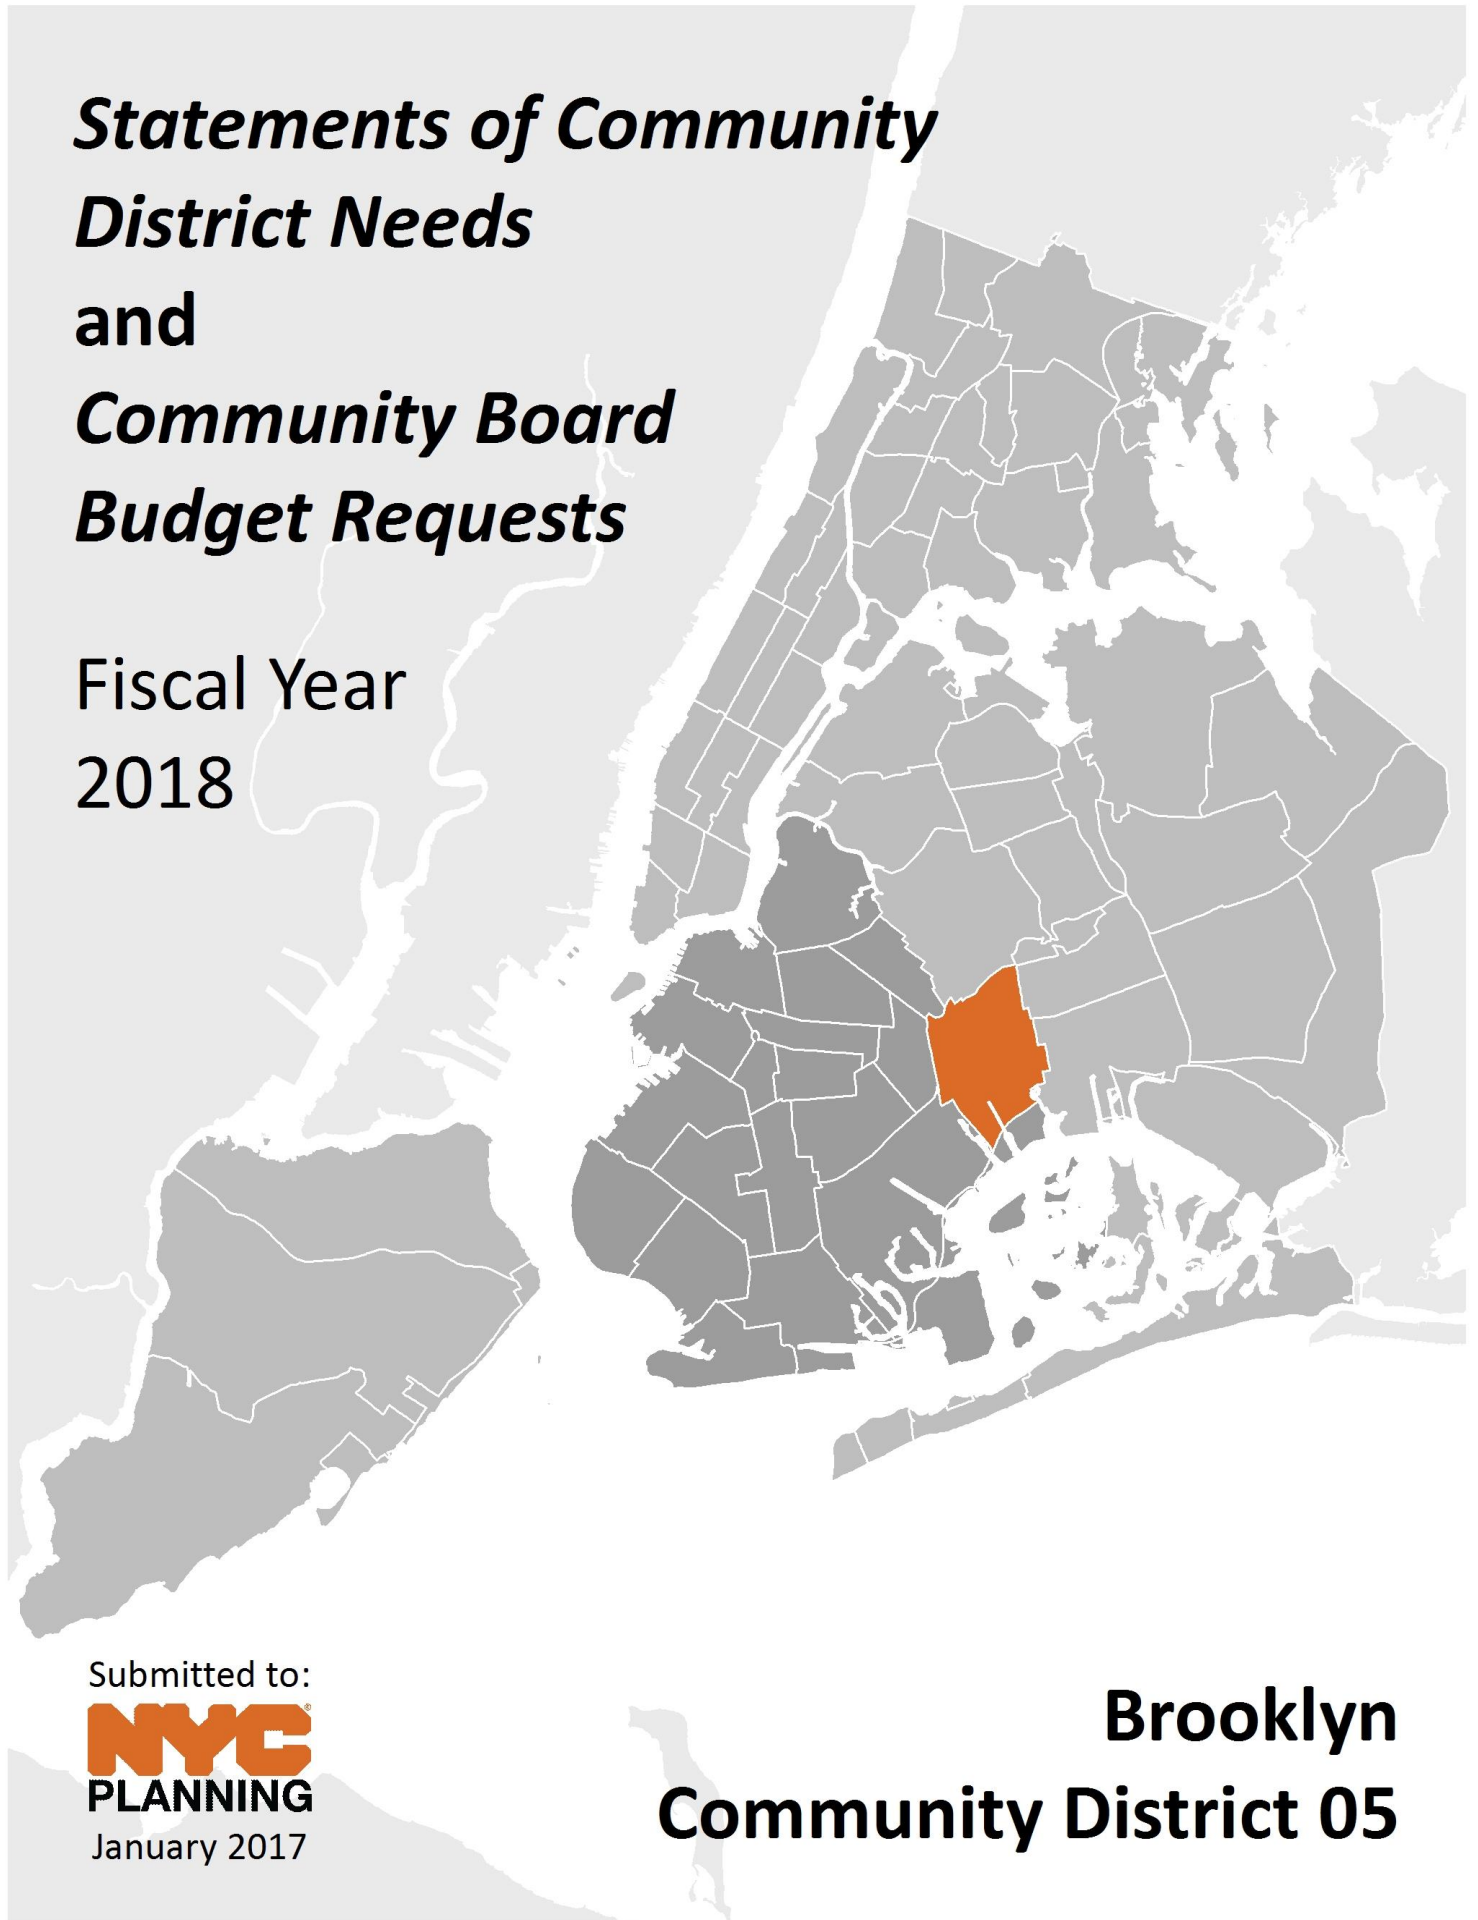 Statements of Community
District Needs
and
Community Board
Budget Requests
Fiscal Year
2018
Submitted to:
NYC®
PLANNING
January 2017
Brooklyn
Community District 05